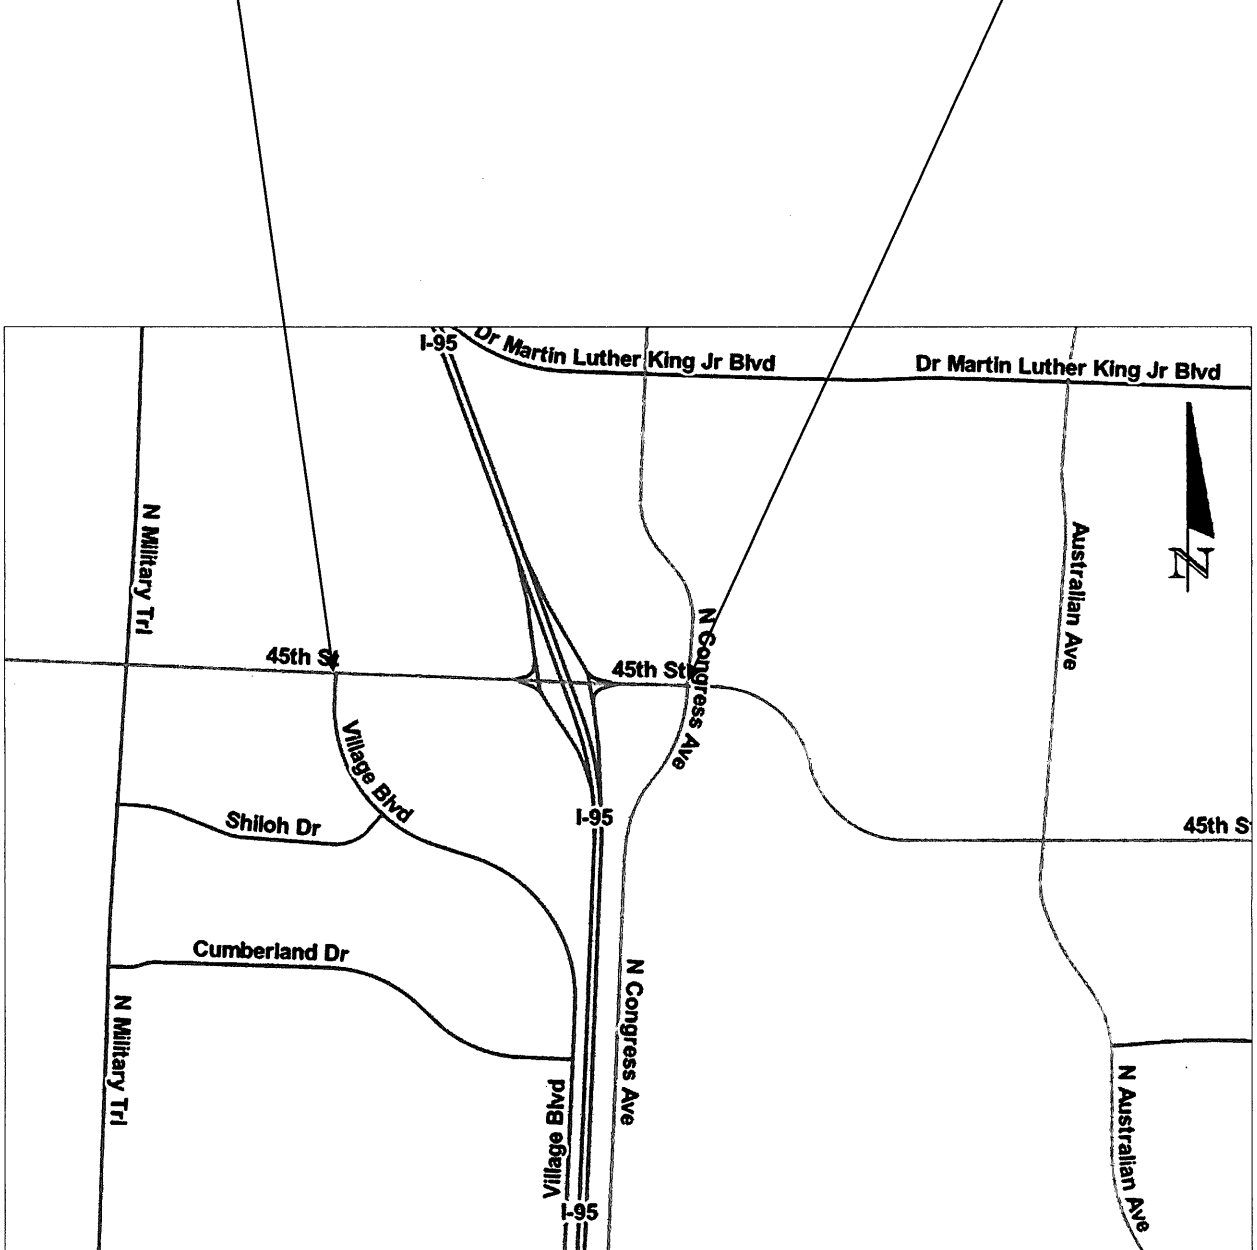 I-95
Dr Martin Luther King Jr Blvd
Dr Martin Luther King Jr Blvd
N Military Trl
Australian Ave
N
45th St
45th St
N Congress Ave
Village Blvd
I-95
Shiloh Dr
45th S
Cumberland Dr
N Congress Ave
N Military Trl
Village Blvd
N Australian Ave
I-95